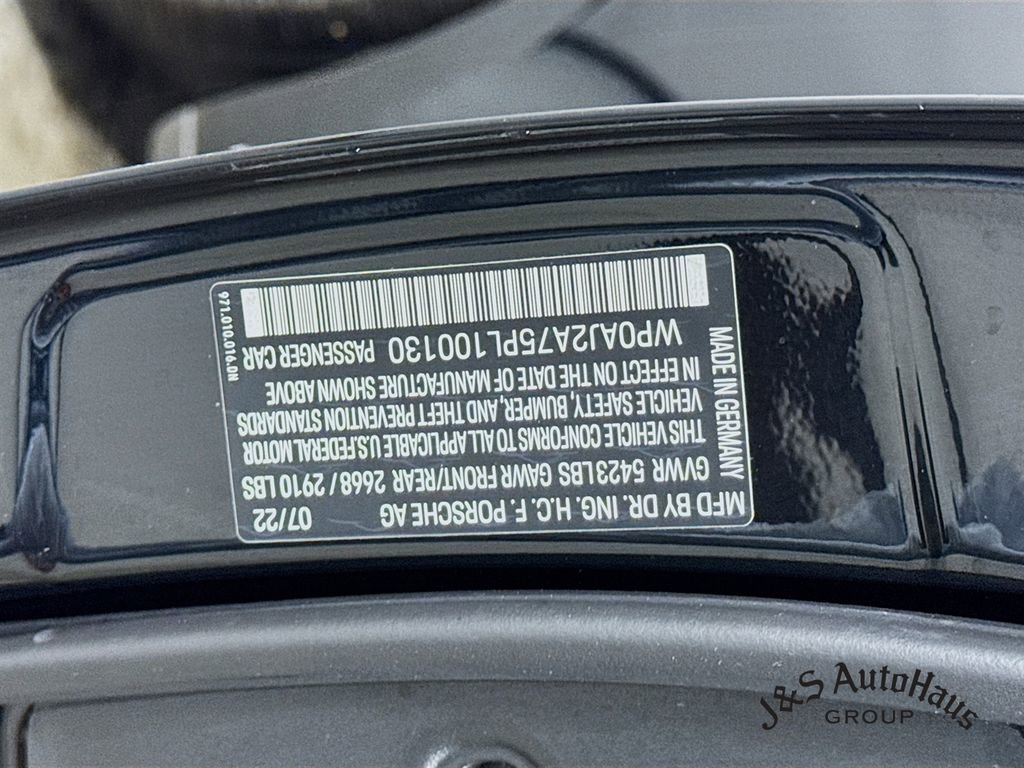 MFD BY DR. ING. H.C. F. PORSCHE AG 07/22
GVWR 5423 LBS GAWR FRONT/REAR 2668 / 2910 LBS
THIS VEHICLE CONFORMS TO ALL APPLICABLE U.S.FEDERAL MOTOR
VEHICLE SAFETY, BUMPER, AND THEFT PREVENTION STANDARDS
IN EFFECT ON THE DATE OF MANUFACTURE SHOWN ABOVE
WP0AJ2A75PL100130 PASSENGER CAR
MADE IN GERMANY
971.010.016.DN
J&S AutoHaus
GROUP